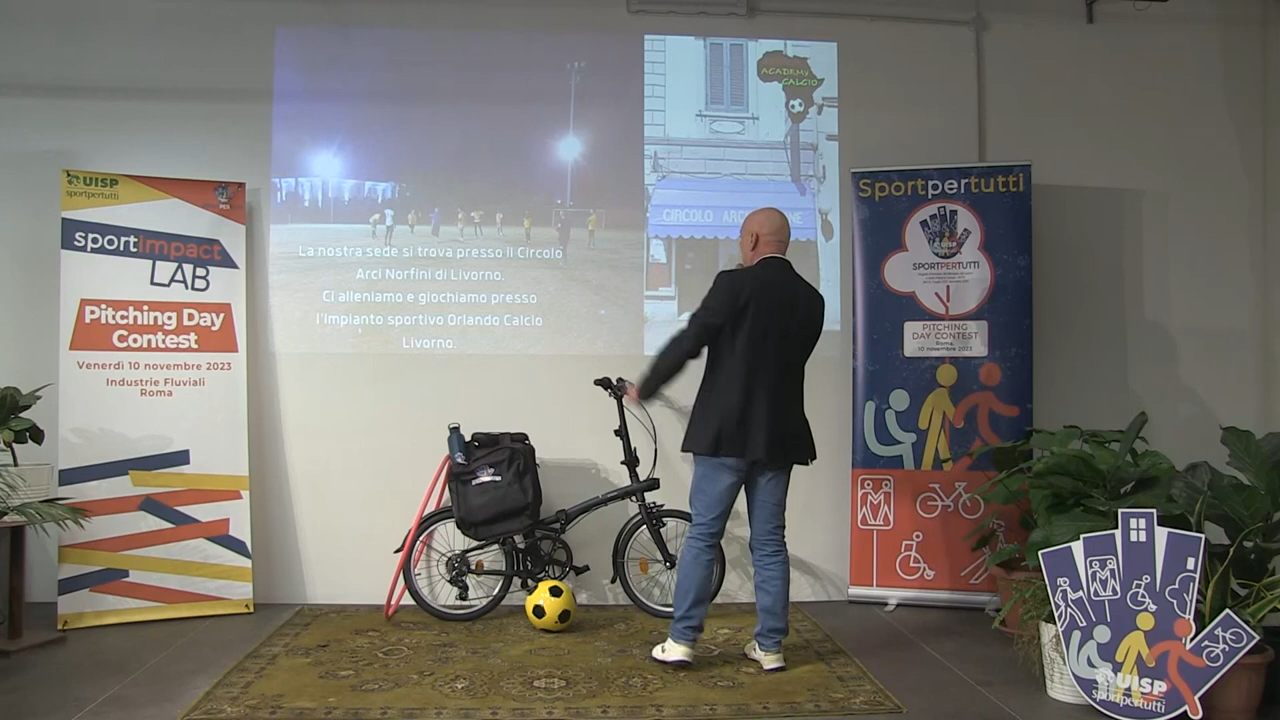 UISP
sportpertutti
sportimpact
LAB
Pitching Day
Contest
Venerdì 10 novembre 2023
Industrie Fluviali
Roma
La nostra sede si trova presso il Circolo
Arci Norfini di Livorno.
Ci alleniamo e giochiamo presso
l'impianto sportivo Orlando Calcio
Livorno.
ACADEMY
CALCIO
CIRCOLO
Sportpertutti
UISP
SPORTPERTUTTI
PITCHING
DAY CONTEST
Roma,
10 novembre 2023
UISP
sportpertutti